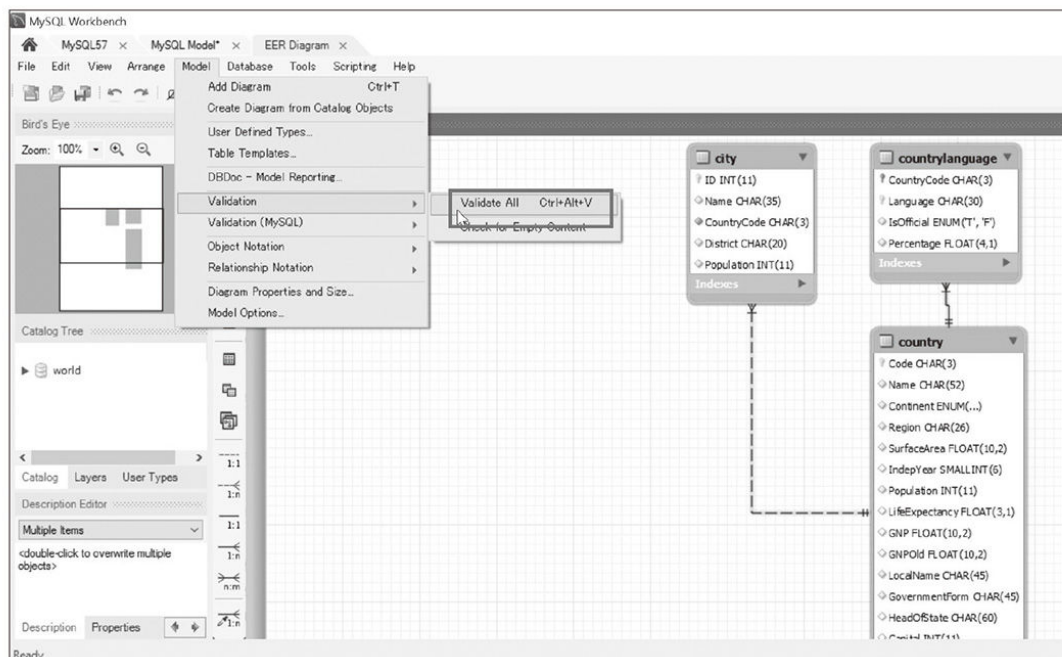 MySQL Workbench
MySQL57 × MySQL Model* × EER Diagram ×
File Edit View Arrange Model Database Tools Scripting Help
Add Diagram Ctrl+T
Create Diagram from Catalog Objects
User Defined Types...
Table Templates...
DBDoc - Model Reporting...
Validation
Validation (MySQL)
Object Notation
Relationship Notation
Diagram Properties and Size...
Model Options...
Validate All Ctrl+Alt+V
Check for Empty Content
Bird's Eye
Zoom: 100%
Catalog Tree
world
Catalog Layers User Types
Description Editor
Multiple Items
<double-click to overwrite multiple
objects>
Description Properties
Ready
1:1
1:n
1:1
1:n
n:m
1:n
city
ID INT(11)
Name CHAR(35)
CountryCode CHAR(3)
District CHAR(20)
Population INT(11)
Indexes
countrylanguage
CountryCode CHAR(3)
Language CHAR(30)
IsOfficial ENUM('T', 'F')
Percentage FLOAT(4,1)
Indexes
country
Code CHAR(3)
Name CHAR(52)
Continent ENUM(...)
Region CHAR(26)
SurfaceArea FLOAT(10,2)
IndepYear SMALLINT(6)
Population INT(11)
LifeExpectancy FLOAT(3,1)
GNP FLOAT(10,2)
GNPOld FLOAT(10,2)
LocalName CHAR(45)
GovernmentForm CHAR(45)
HeadOfState CHAR(60)
Capital INT(11)